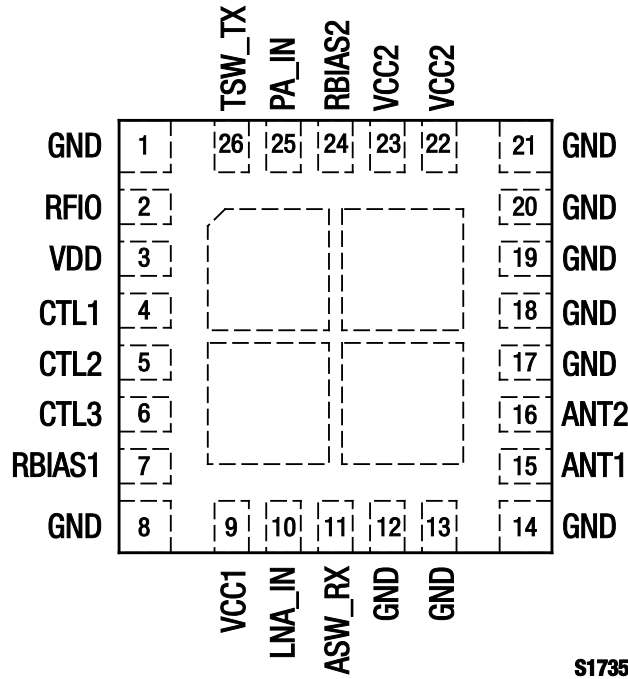 TSW_TX
PA_IN
RBIAS2
VCC2
VCC2
26 25 24 23 22
GND 1
21 GND
RFIO 2
20 GND
VDD 3
19 GND
CTL1 4
18 GND
CTL2 5
17 GND
CTL3 6
16 ANT2
RBIAS1 7
15 ANT1
GND 8
14 GND
9 10 11 12 13
VCC1
LNA_IN
ASW_RX
GND
GND
S1735